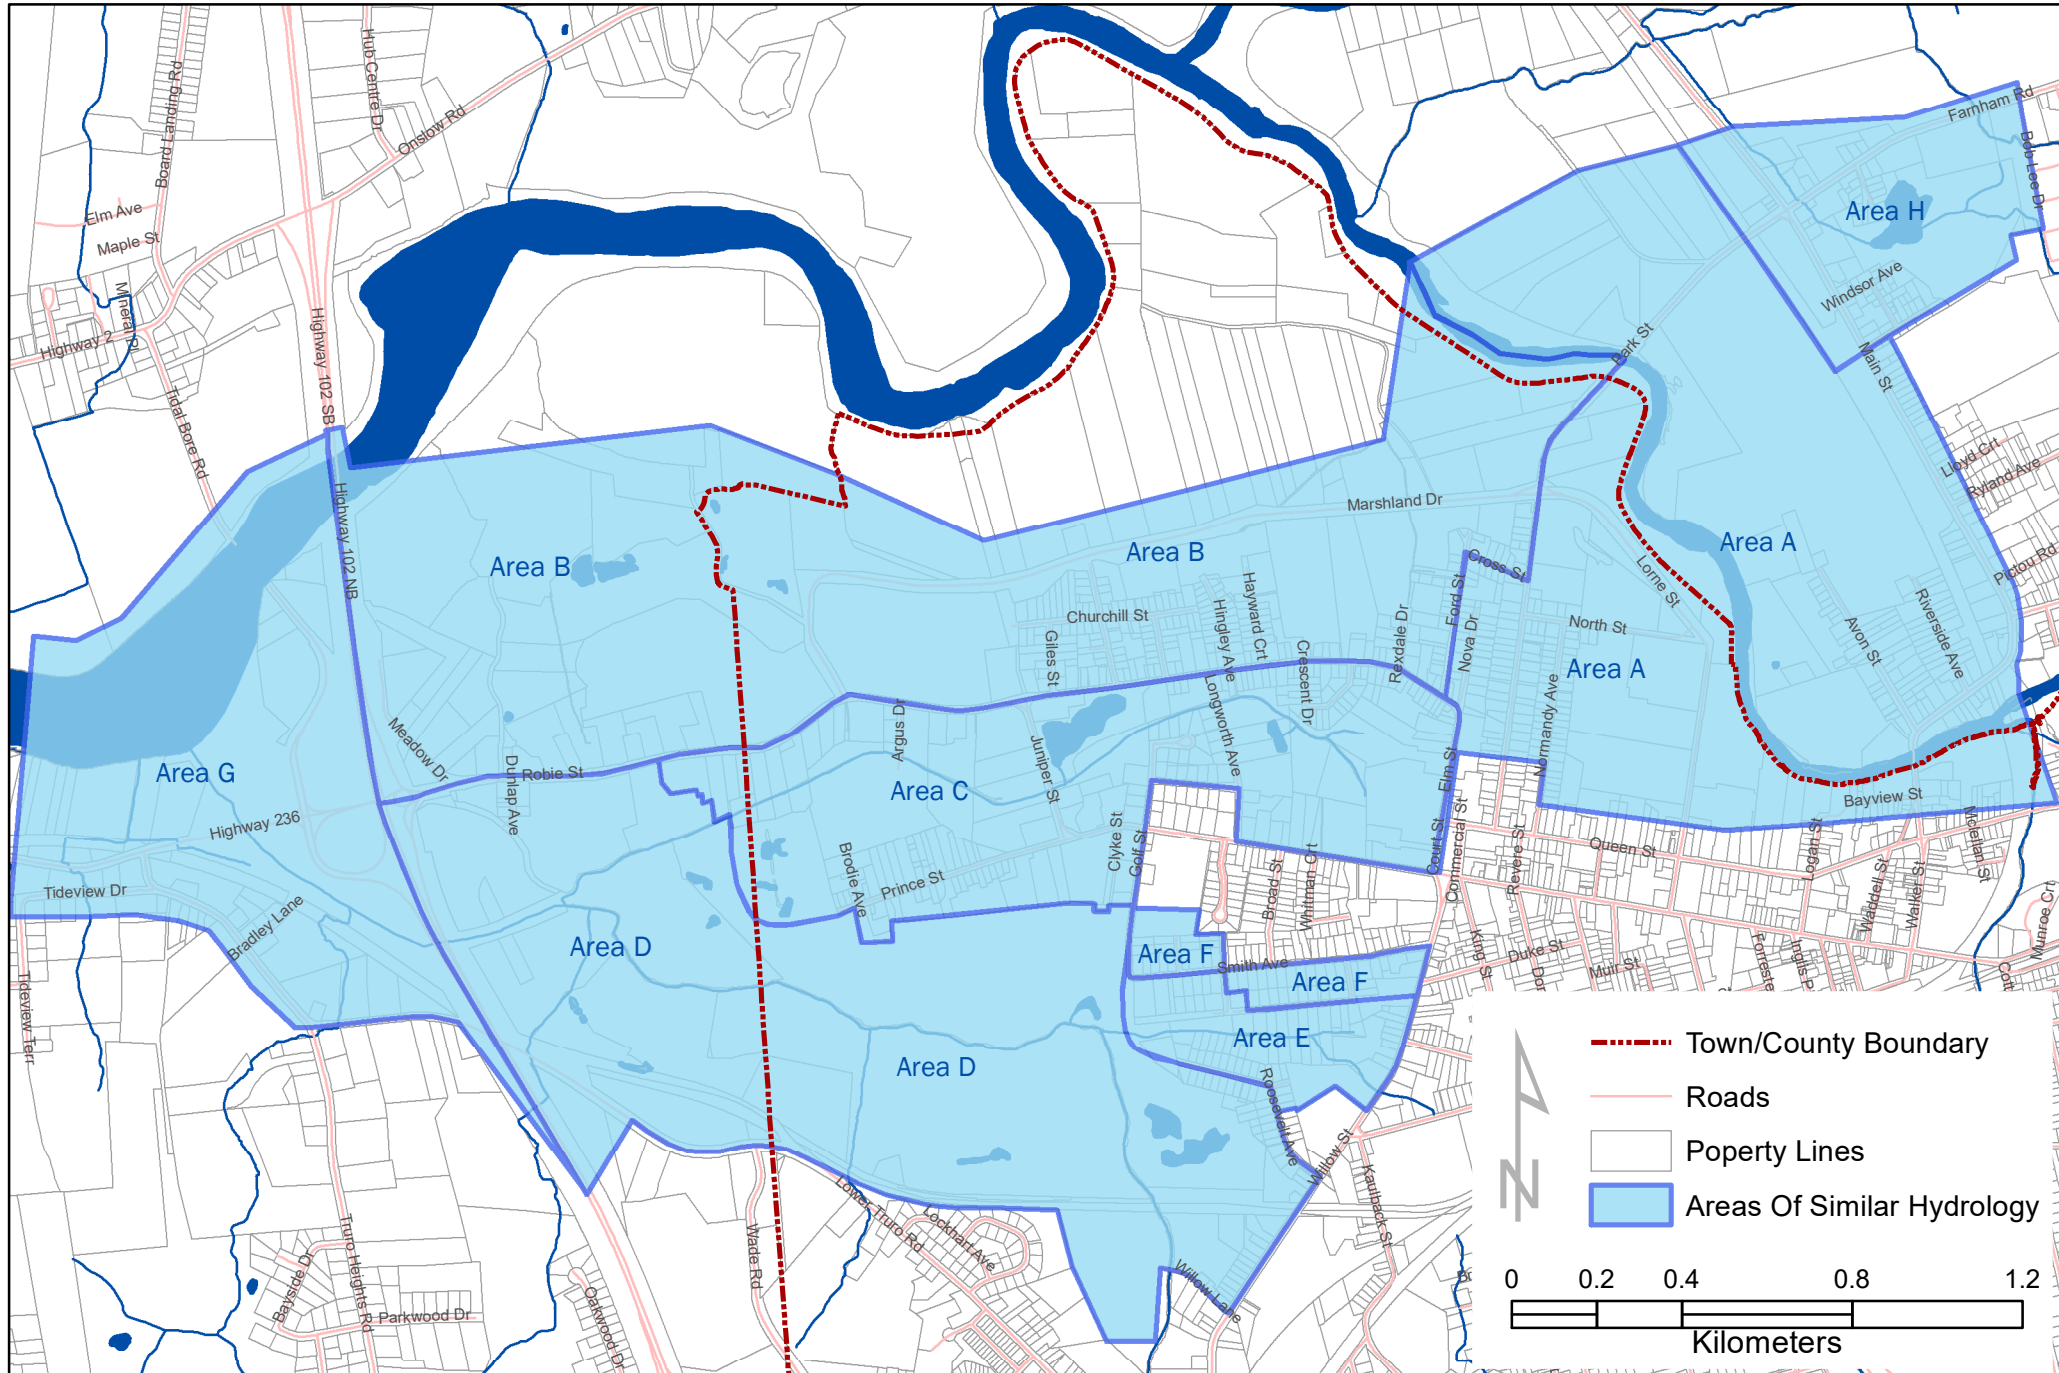 Hub Centre Dr
Board Landing Rd
Onslow Rd
Farnham Rd
Bob Lee Dr
Elm Ave
Maple St
Area H
Mineral Pl
Windsor Ave
Highway 2
Highway 102 SB
Park St
Main St
Tidal Bore Rd
Lloyd Crt
Ryland Ave
Highway 102 NB
Marshland Dr
Area B
Area B
Area A
Cross St
Pictou Rd
Ford St
Lorne St
Hayward Crt
Hingley Ave
Churchill St
Riverside Ave
Avon St
North St
Rexdale Dr
Nova Dr
Giles St
Crescent Dr
Area A
Longworth Ave
Normandy Ave
Argus Dr
Meadow Dr
Juniper St
Area G
Robie St
Elm St
Dunlap Ave
Area C
Bayview St
Highway 236
Commercial St
Clyke St
Golf St
Court St
Revere St
Queen St
Logan St
Mclellan St
Brodie Ave
Prince St
Broad St
Whitman Crt
Waddell St
Walker St
Tideview Dr
Munroe Crt
Bradley Lane
Area D
Area F
Smith Ave
King St
Duke St
Muir St
Area F
Tideview Terr
Area E
Area D
Roosevelt Ave
Willow St
Kaulback St
Lower Truro Rd
Lockhart Ave
Wade Rd
Truro Heights Rd
Bayside Dr
Parkwood Dr
Oakwood Dr
Willow Lane
N
Town/County Boundary
Roads
Poperty Lines
Areas Of Similar Hydrology
0 0.2 0.4 0.8 1.2
Kilometers